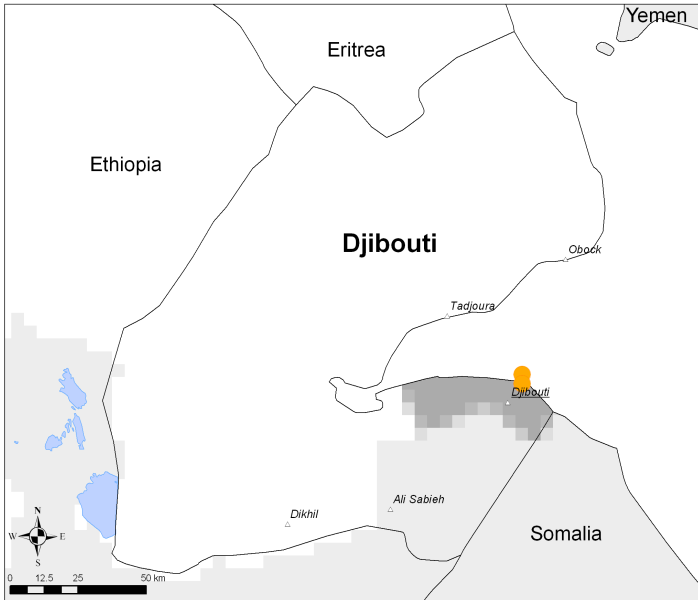 Yemen
Eritrea
Ethiopia
Djibouti
Obock
Tadjoura
Djibouti
Ali Sabieh
Dikhil
Somalia
N
W E
S
0 12.5 25 50 km